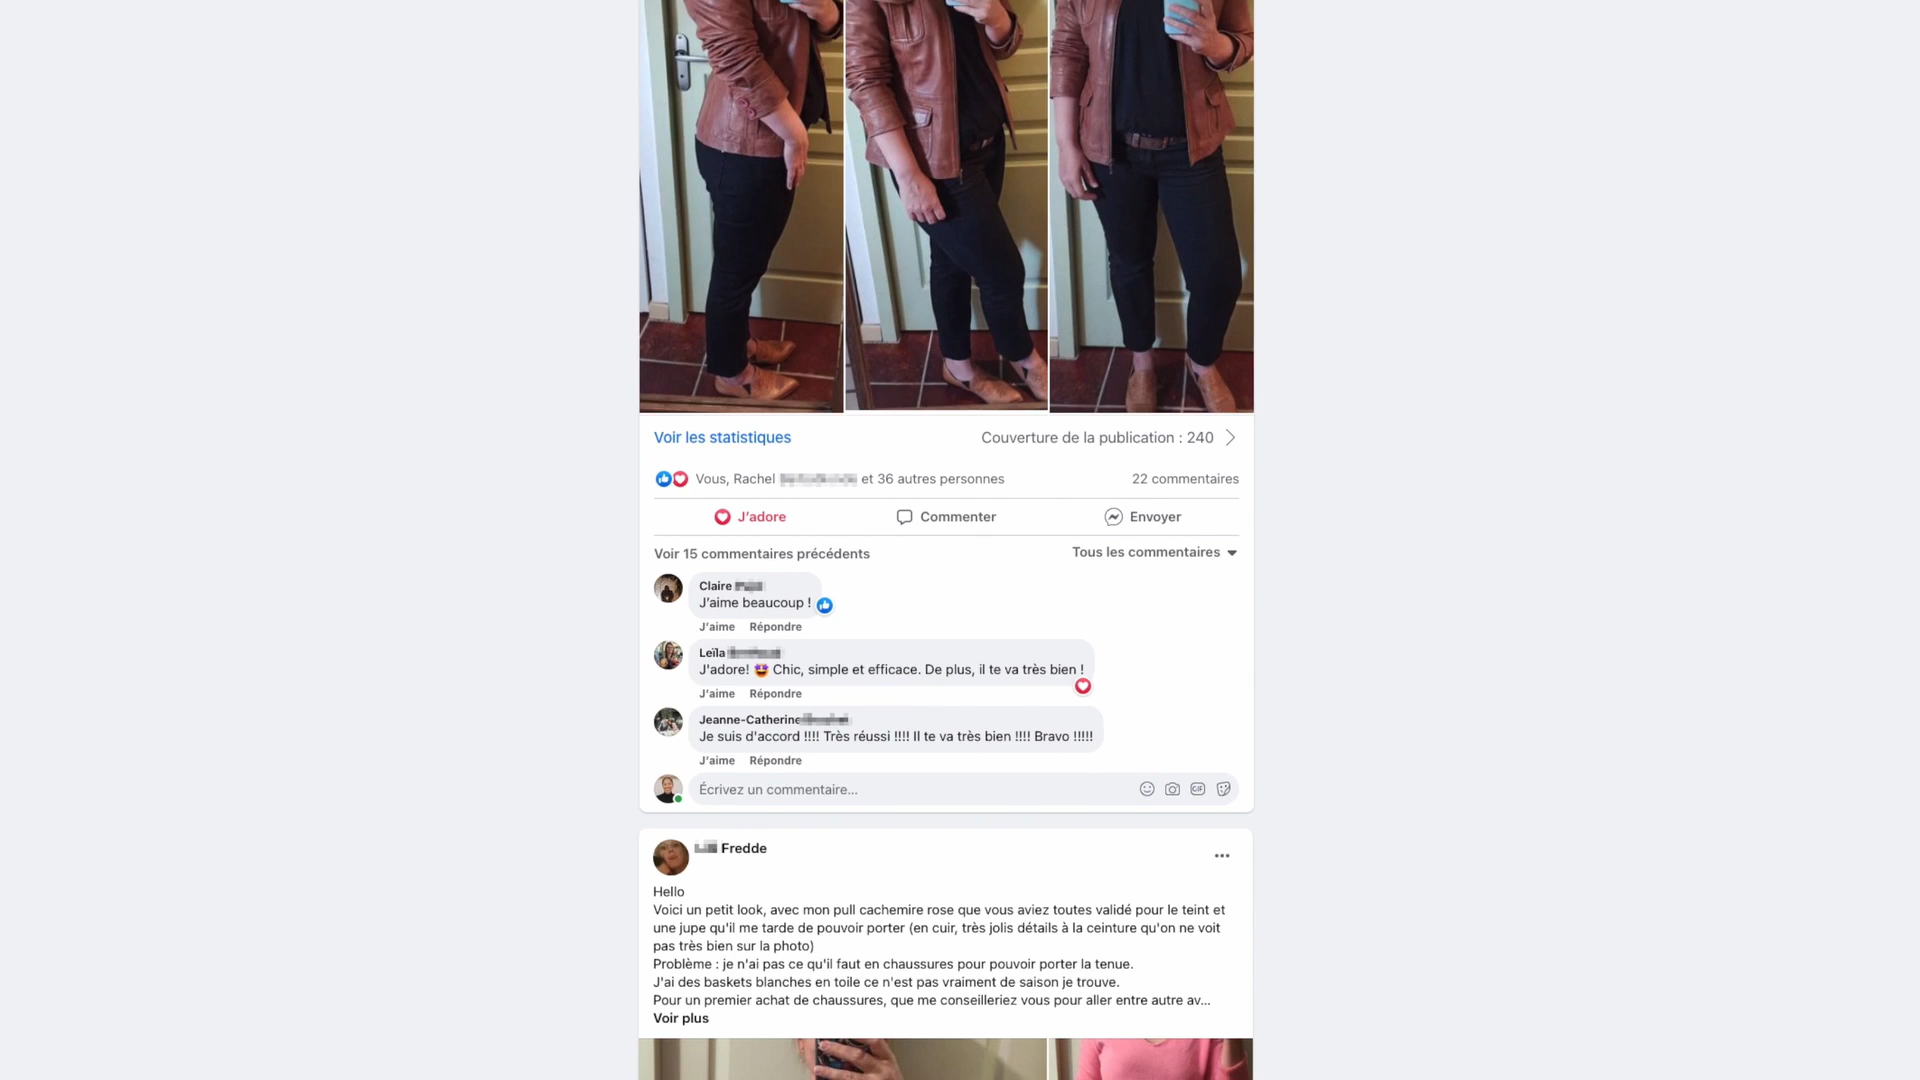 Voir les statistiques
Couverture de la publication : 240
Vous, Rachel et 36 autres personnes
22 commentaires
J'adore
Commenter
Envoyer
Voir 15 commentaires précédents
Tous les commentaires
Claire
J'aime beaucoup !
J'aime Répondre
Leïla
J'adore! Chic, simple et efficace. De plus, il te va très bien !
J'aime Répondre
Jeanne-Catherine
Je suis d'accord !!!! Très réussi !!!! Il te va très bien !!!! Bravo !!!!!
J'aime Répondre
Écrivez un commentaire...
GIF
Fredde
Hello
Voici un petit look, avec mon pull cachemire rose que vous aviez toutes validé pour le teint et
une jupe qu'il me tarde de pouvoir porter (en cuir, très jolis détails à la ceinture qu'on ne voit
pas très bien sur la photo)
Problème : je n'ai pas ce qu'il faut en chaussures pour pouvoir porter la tenue.
J'ai des baskets blanches en toile ce n'est pas vraiment de saison je trouve.
Pour un premier achat de chaussures, que me conseilleriez vous pour aller entre autre av...
Voir plus